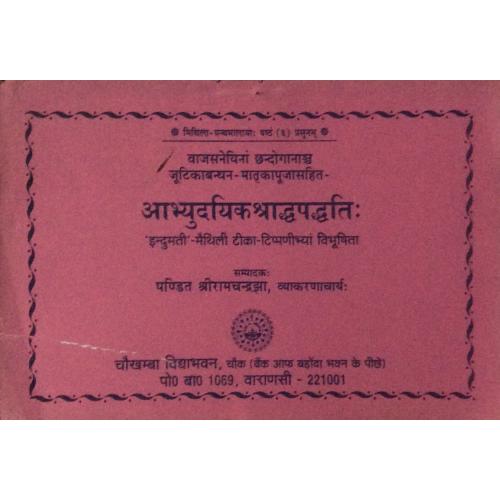 मिथिला-ग्रन्थमालायाः षष्ठं (६) प्रसूनम्
वाजसनेयिनां छन्दोगानाञ्च
जूटिकाबन्धन-मातृकापूजासहित-
आभ्युदयिकश्राद्धपद्धतिः
'इन्दुमती'-मैथिली टीका-टिप्पणीभ्यां विभूषिता
सम्पादकः
पण्डित श्रीरामचन्द्रझा, व्याकरणाचार्यः
चौखम्बा विद्याभवन, चौक (बैंक आफ बड़ौदा भवन के पीछे)
पो० बा० 1069, वाराणसी - 221001